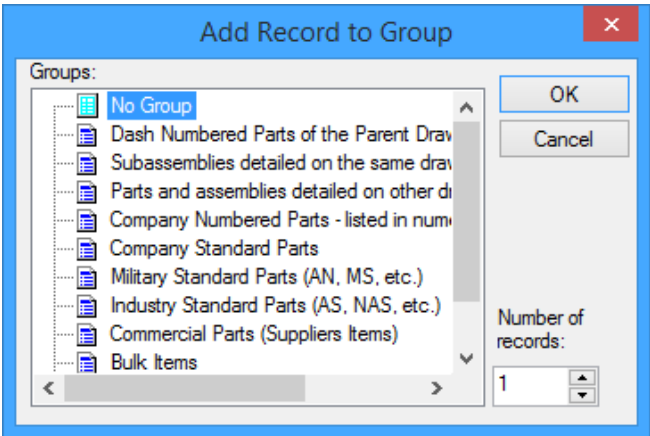 Add Record to Group
Groups:
No Group
Dash Numbered Parts of the Parent Draw
Subassemblies detailed on the same draw
Parts and assemblies detailed on other dr
Company Numbered Parts - listed in nume
Company Standard Parts
Military Standard Parts (AN, MS, etc.)
Industry Standard Parts (AS, NAS, etc.)
Commercial Parts (Suppliers Items)
Bulk Items
OK
Cancel
Number of
records:
1